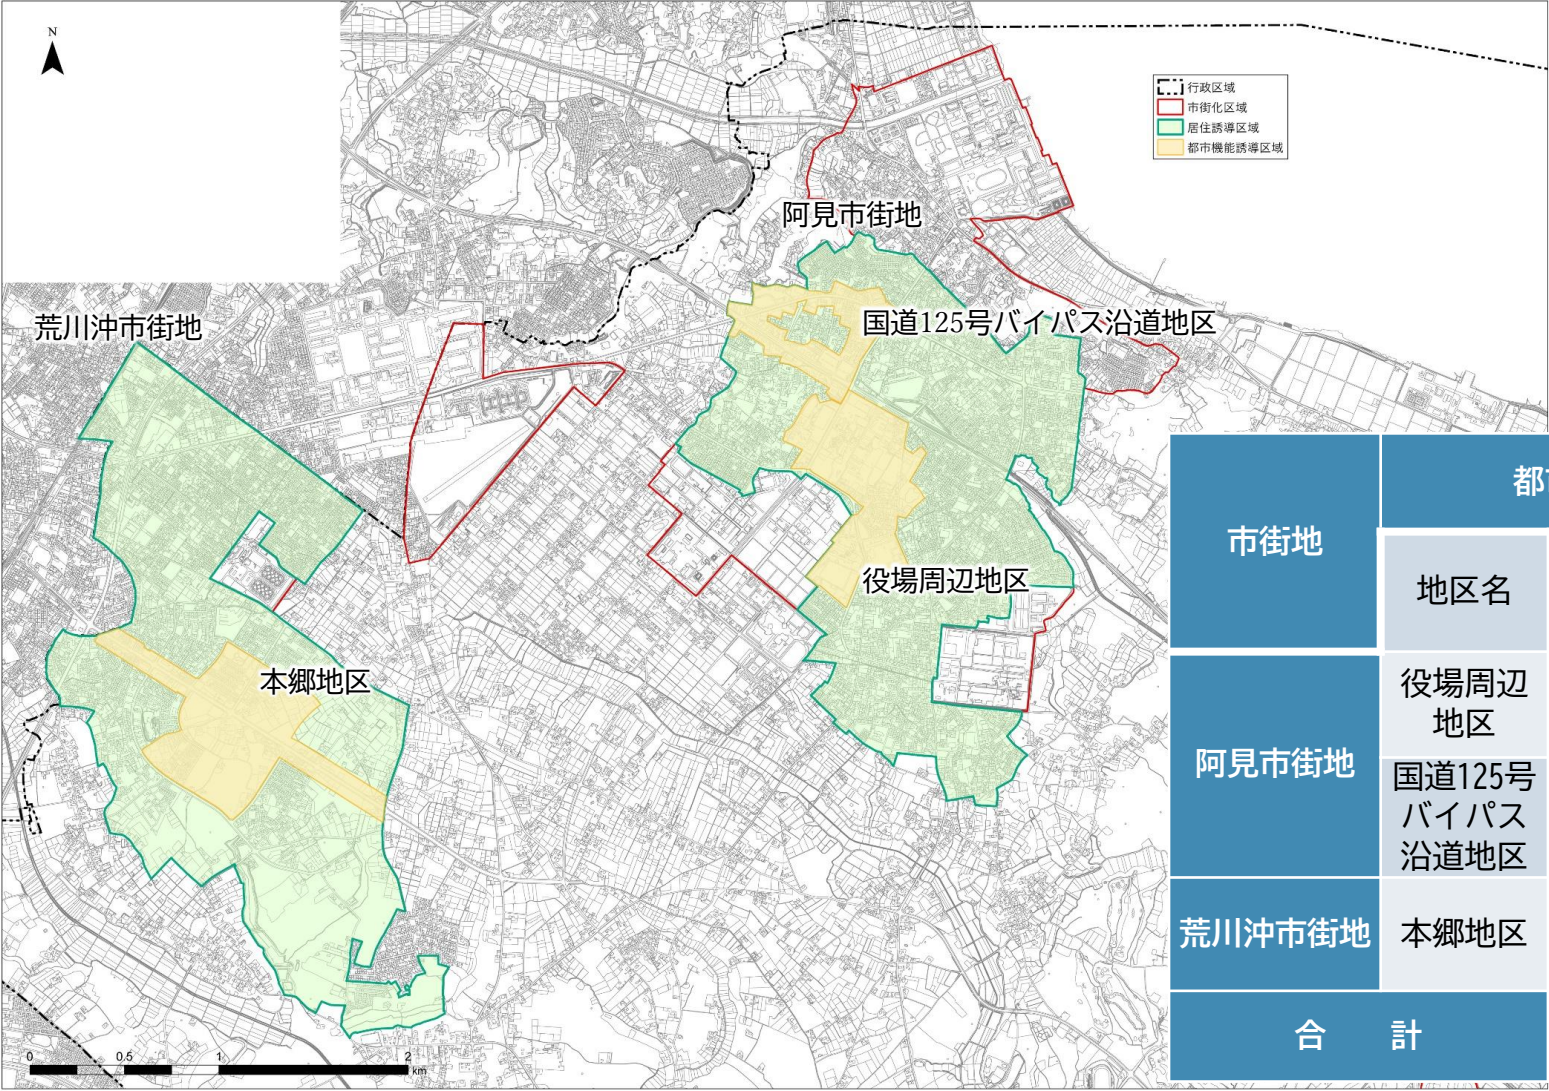 N
行政区域
市街化区域
居住誘導区域
都市機能誘導区域
阿見市街地
国道125号バイパス沿道地区
荒川沖市街地
役場周辺地区
本郷地区
市街地
都市
地区名
阿見市街地
役場周辺
地区
国道125号
バイパス
沿道地区
荒川沖市街地
本郷地区
合 計
0 0.5 1 2
km